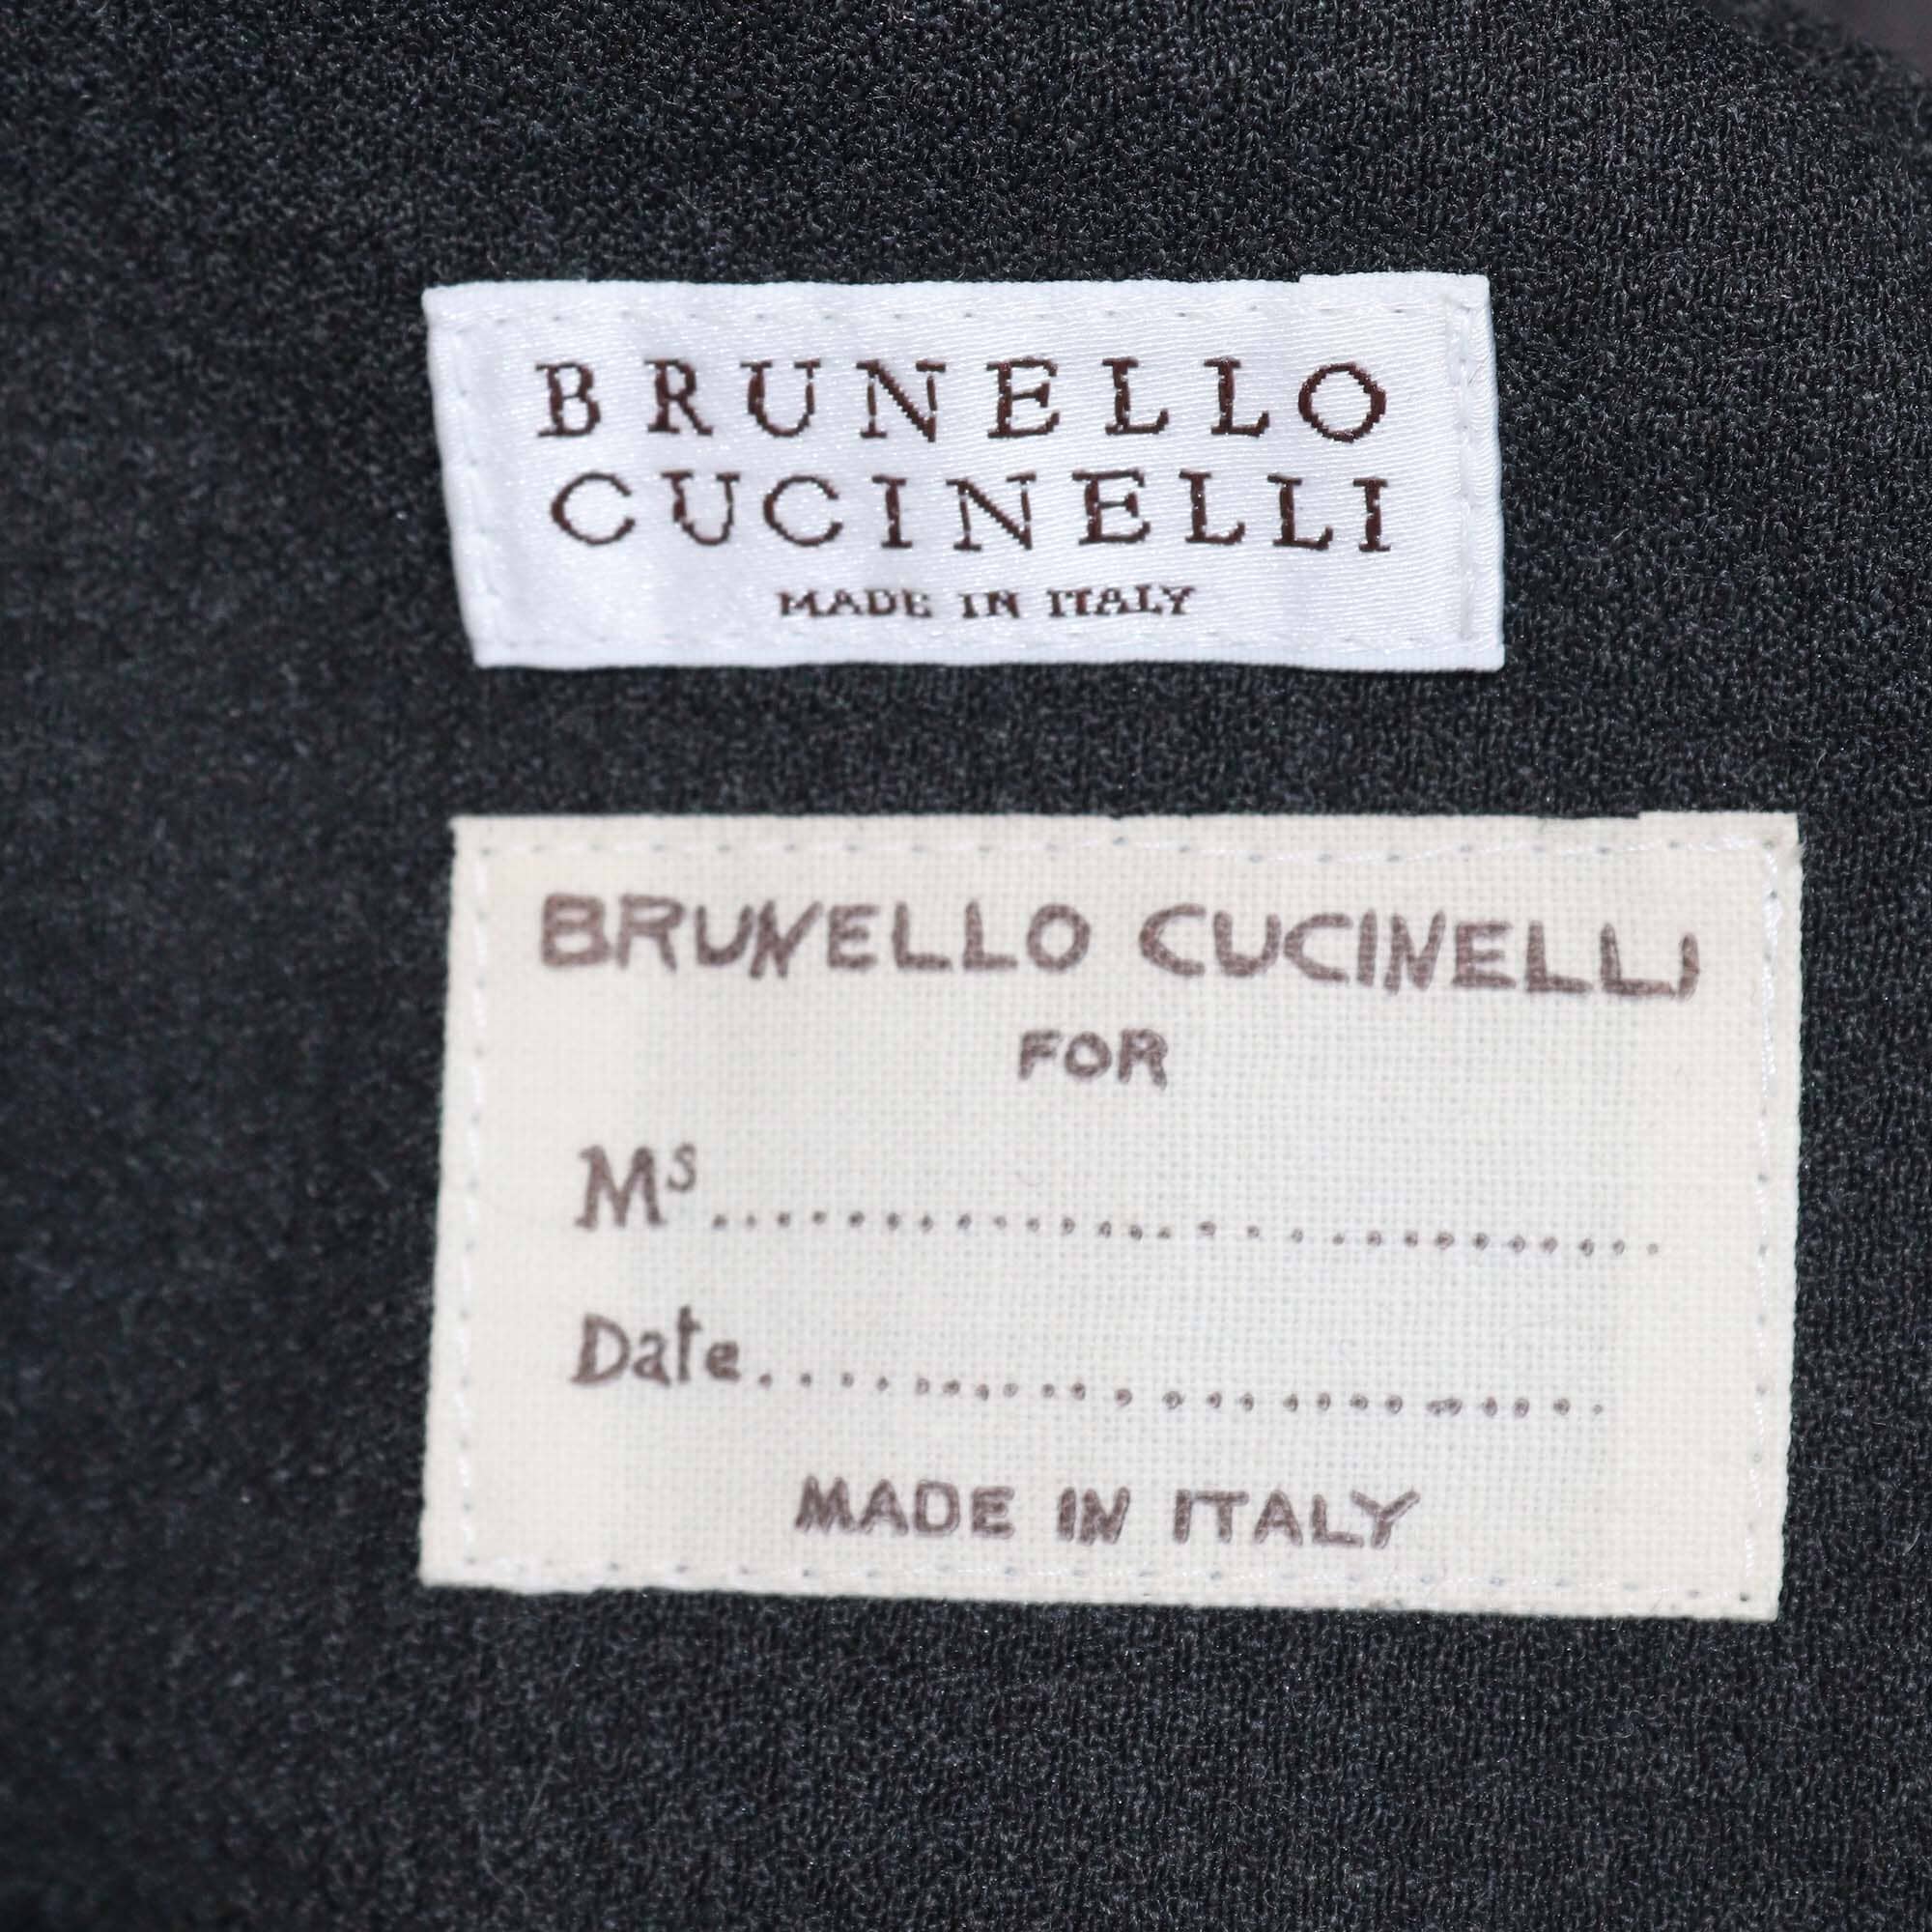 BRUNELLO
CUCINELLI
MADE IN ITALY
BRUNELLO CUCINELLI
FOR
Ms..............................
Date..............................
MADE IN ITALY